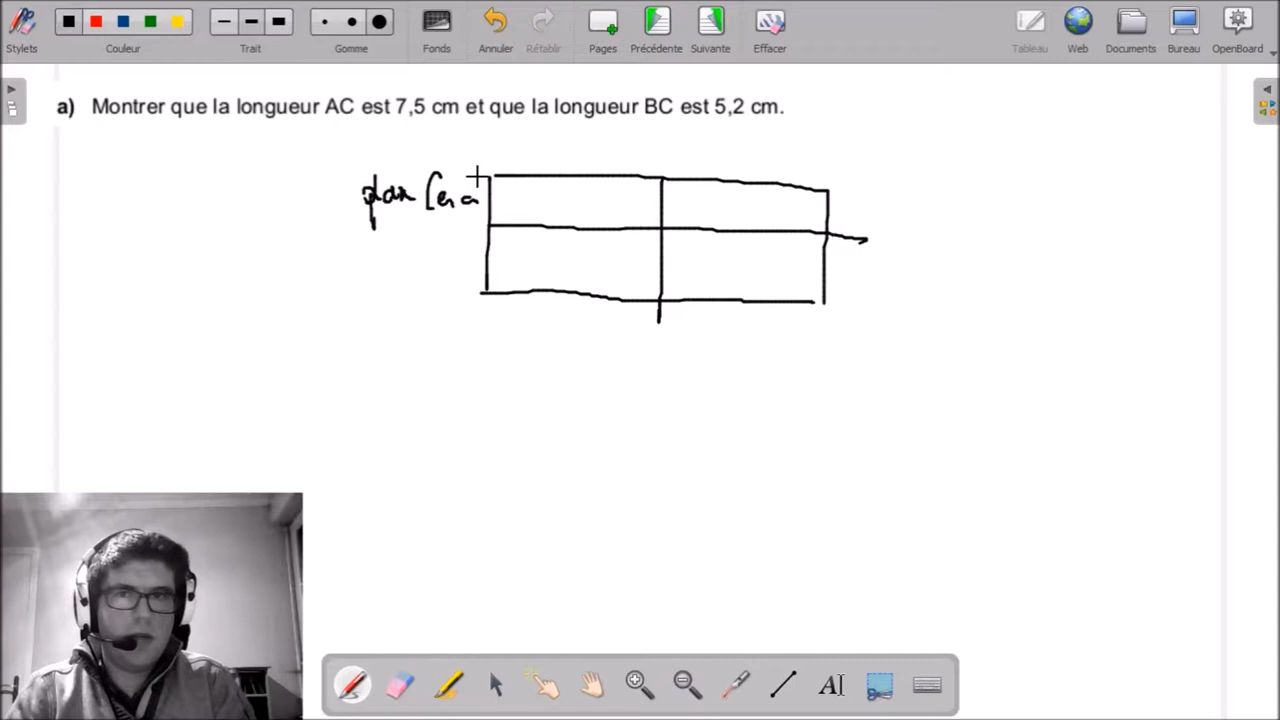 Stylets Couleur Trait Gomme Fonds Annuler Rétablir Pages Précédente Suivante Effacer Tableau Web Documents Bureau OpenBoard
a) Montrer que la longueur AC est 7,5 cm et que la longueur BC est 5,2 cm.
plan (en c
AI